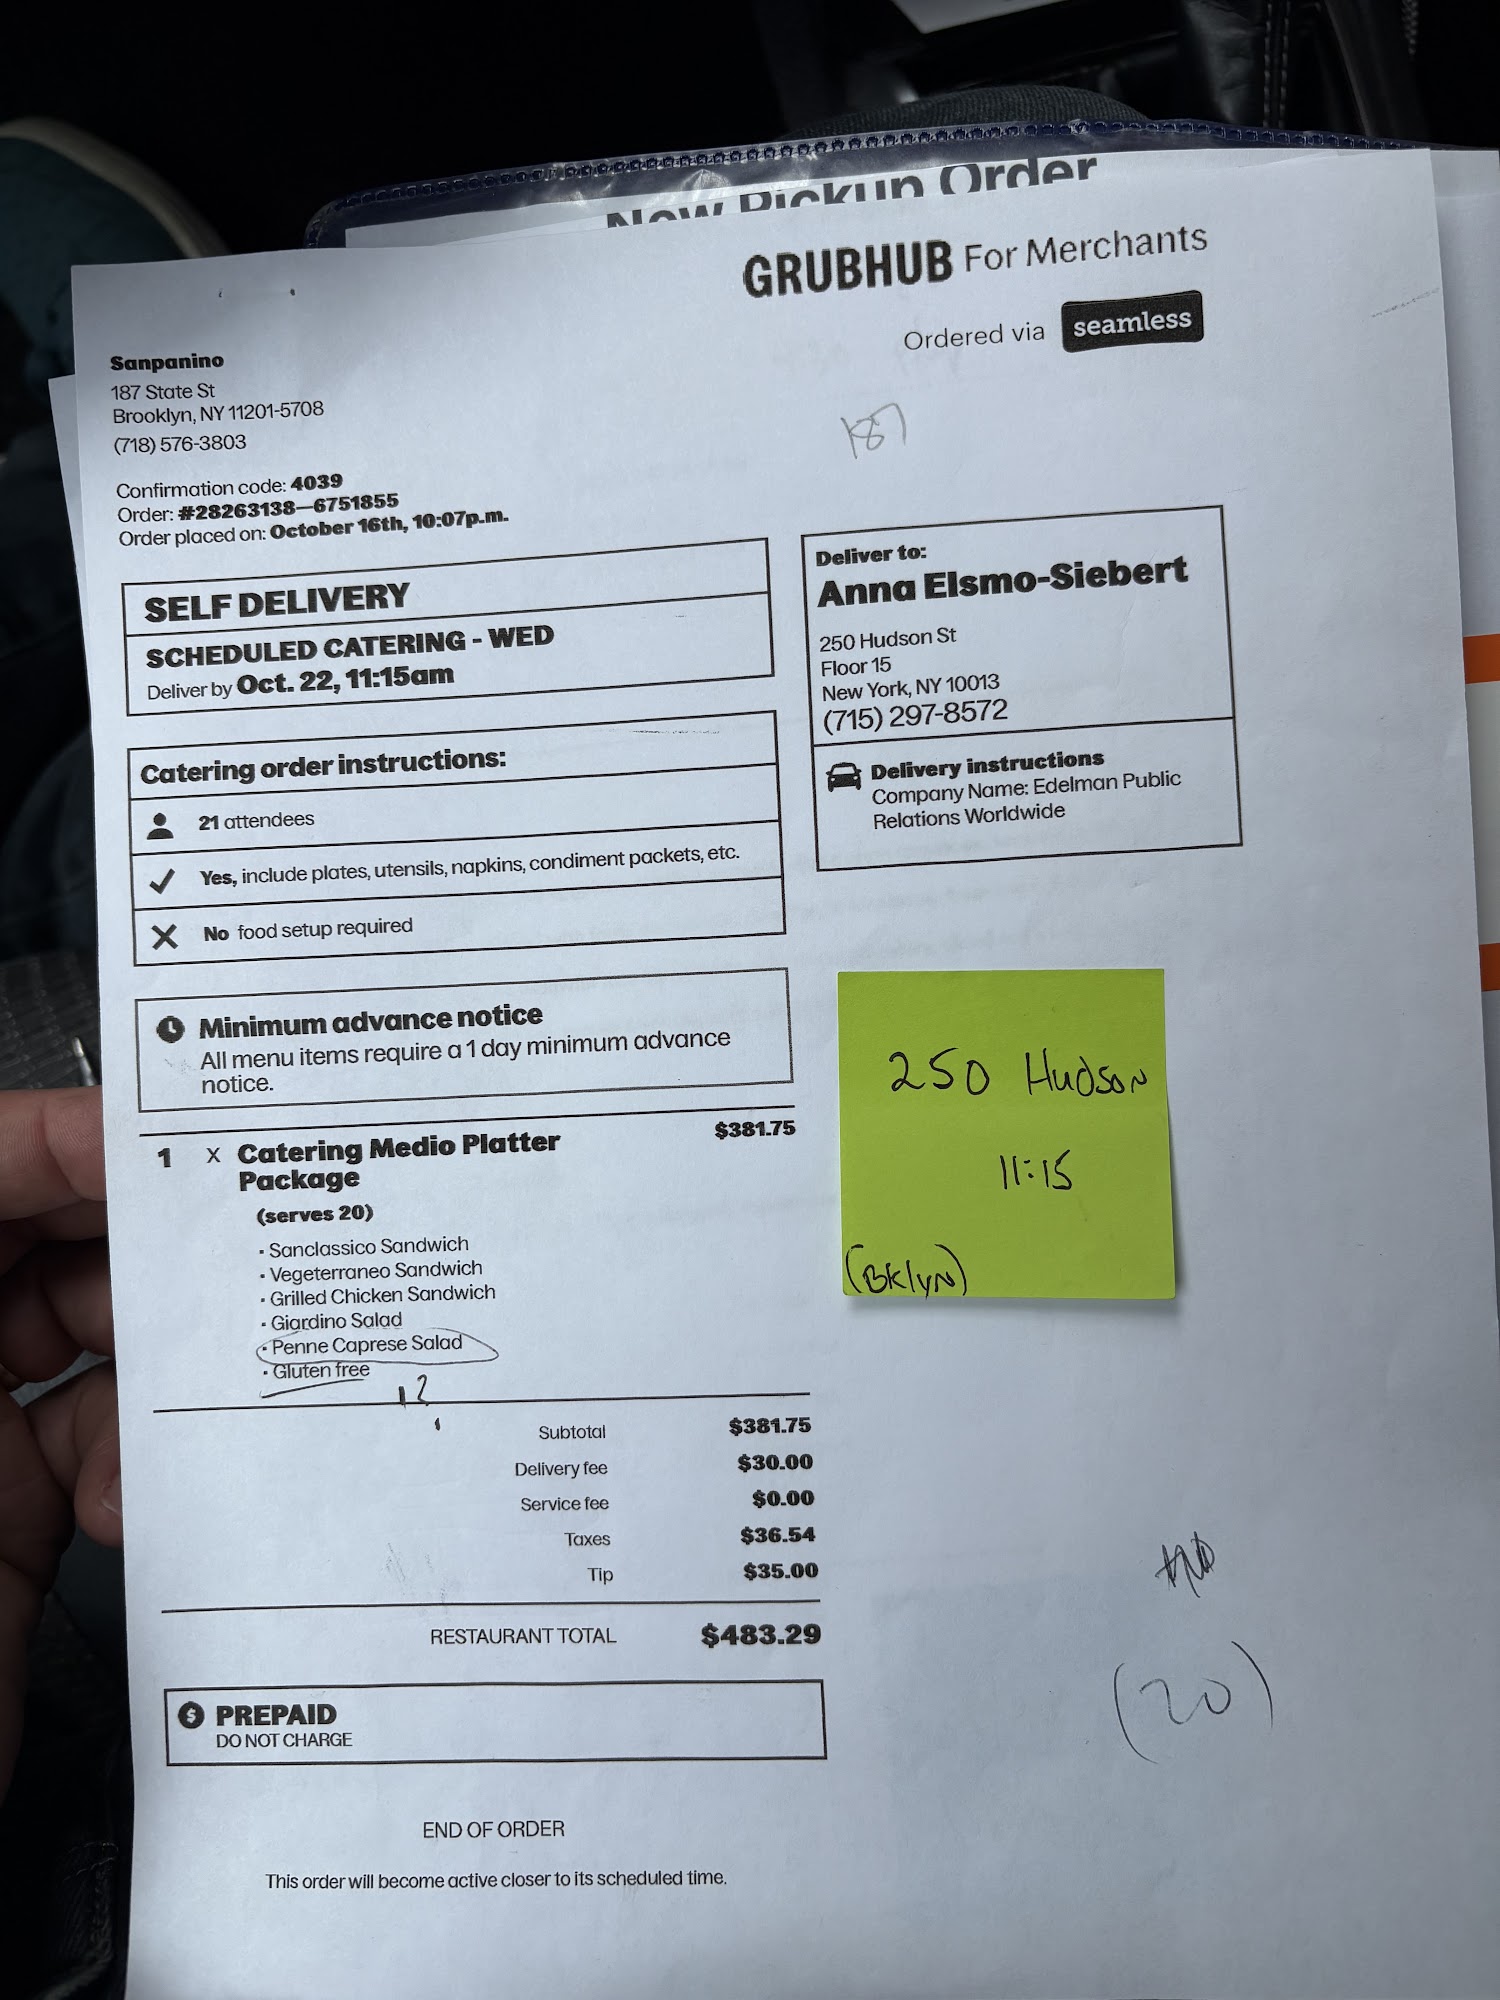 New Pickup Order
GRUBHUB For Merchants
Ordered via seamless
Sanpanino
187 State St
Brooklyn, NY 11201-5708
(718) 576-3803
187
Confirmation code: 4039
Order: #28263138—6751855
Order placed on: October 16th, 10:07p.m.
SELF DELIVERY
SCHEDULED CATERING - WED
Deliver by Oct. 22, 11:15am
Deliver to:
Anna Elsmo-Siebert
250 Hudson St
Floor 15
New York, NY 10013
(715) 297-8572
Delivery instructions
Company Name: Edelman Public
Relations Worldwide
Catering order instructions:
21 attendees
Yes, include plates, utensils, napkins, condiment packets, etc.
No food setup required
Minimum advance notice
All menu items require a 1 day minimum advance
notice.
250 Hudson
11:15
(BKlyN)
1 x Catering Medio Platter $381.75
Package
(serves 20)
• Sanclassico Sandwich
• Vegeterraneo Sandwich
• Grilled Chicken Sandwich
• Giardino Salad
• Penne Caprese Salad
• Gluten free
1?
Subtotal $381.75
Delivery fee $30.00
Service fee $0.00
Taxes $36.54
Tip $35.00
RESTAURANT TOTAL $483.29
(20)
PREPAID
DO NOT CHARGE
END OF ORDER
This order will become active closer to its scheduled time.